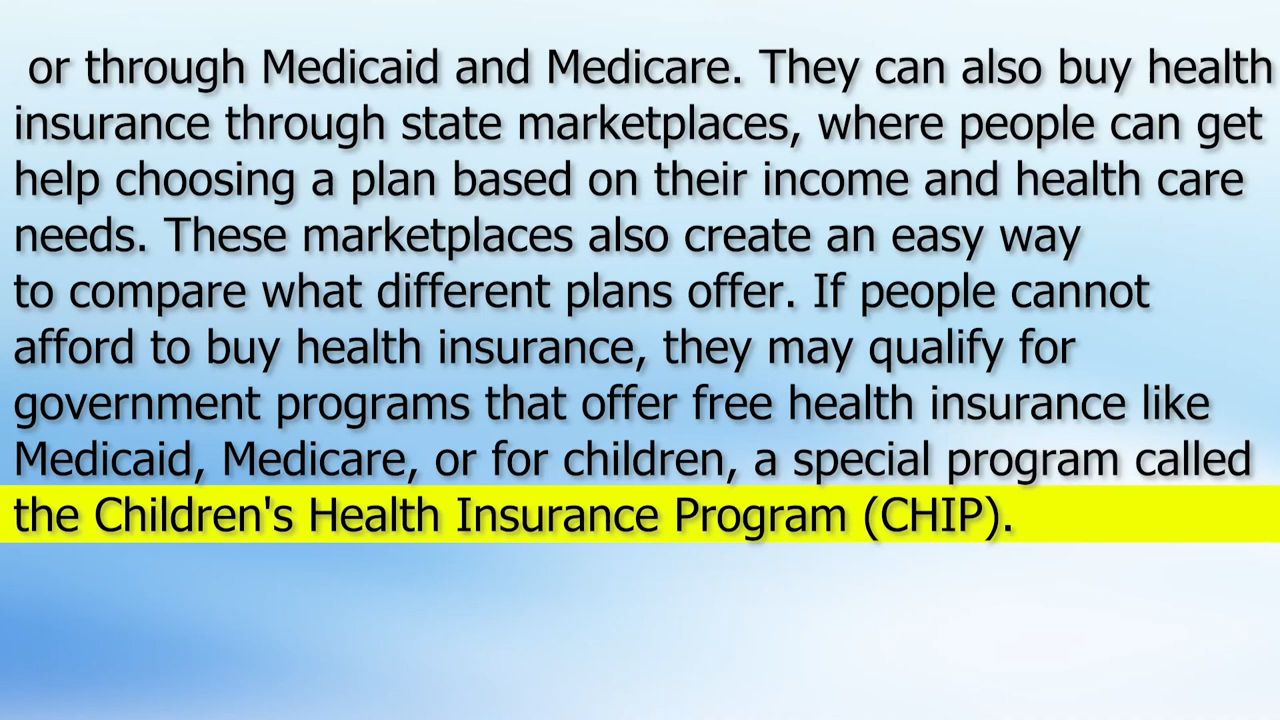 or through Medicaid and Medicare. They can also buy health
insurance through state marketplaces, where people can get
help choosing a plan based on their income and health care
needs. These marketplaces also create an easy way
to compare what different plans offer. If people cannot
afford to buy health insurance, they may qualify for
government programs that offer free health insurance like
Medicaid, Medicare, or for children, a special program called
the Children's Health Insurance Program (CHIP).